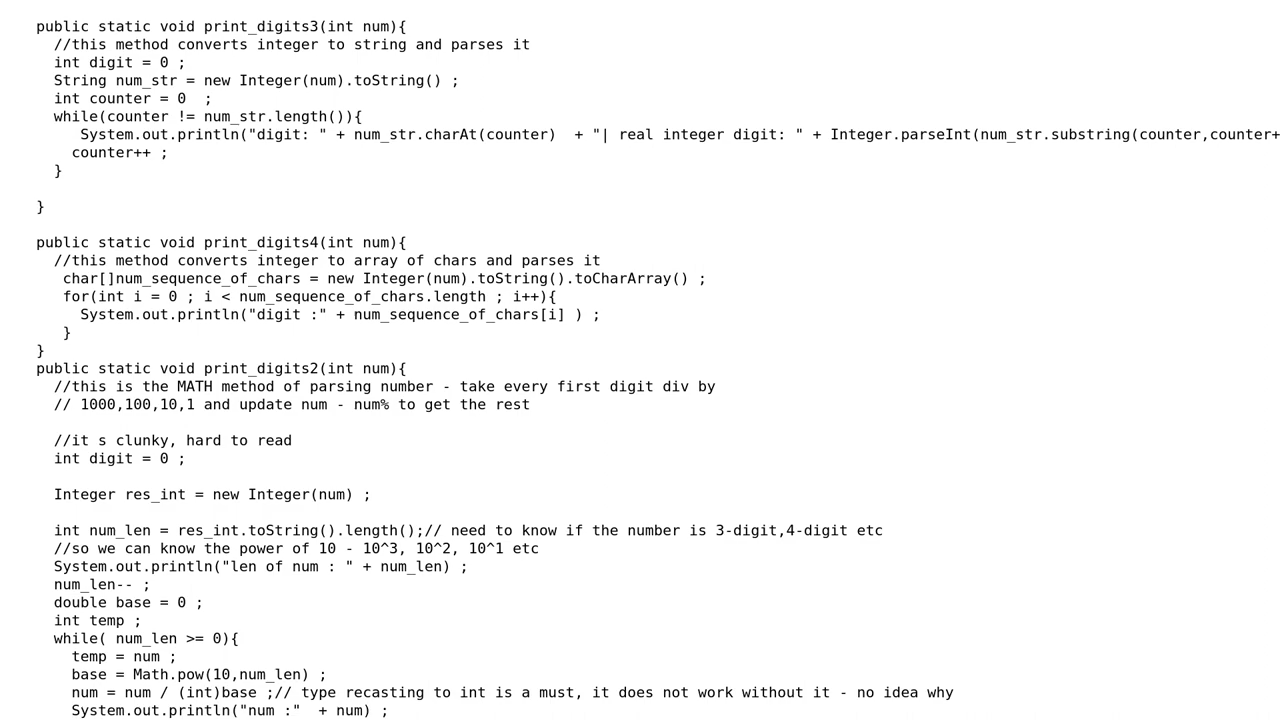 public static void print_digits3(int num){
//this method converts integer to string and parses it
int digit = 0 ;
String num_str = new Integer(num).toString() ;
int counter = 0  ;
while(counter != num_str.length()){
System.out.println("digit: " + num_str.charAt(counter)  + "| real integer digit: " + Integer.parseInt(num_str.substring(counter,counter+
counter++ ;
}
}
public static void print_digits4(int num){
//this method converts integer to array of chars and parses it
char[]num_sequence_of_chars = new Integer(num).toString().toCharArray() ;
for(int i = 0 ; i < num_sequence_of_chars.length ; i++){
System.out.println("digit :" + num_sequence_of_chars[i] ) ;
}
}
public static void print_digits2(int num){
//this is the MATH method of parsing number - take every first digit div by
// 1000,100,10,1 and update num - num% to get the rest
//it s clunky, hard to read
int digit = 0 ;
Integer res_int = new Integer(num) ;
int num_len = res_int.toString().length();// need to know if the number is 3-digit,4-digit etc
//so we can know the power of 10 - 10^3, 10^2, 10^1 etc
System.out.println("len of num : " + num_len) ;
num_len-- ;
double base = 0 ;
int temp ;
while( num_len >= 0){
temp = num ;
base = Math.pow(10,num_len) ;
num = num / (int)base ;// type recasting to int is a must, it does not work without it - no idea why
System.out.println("num :"  + num) ;